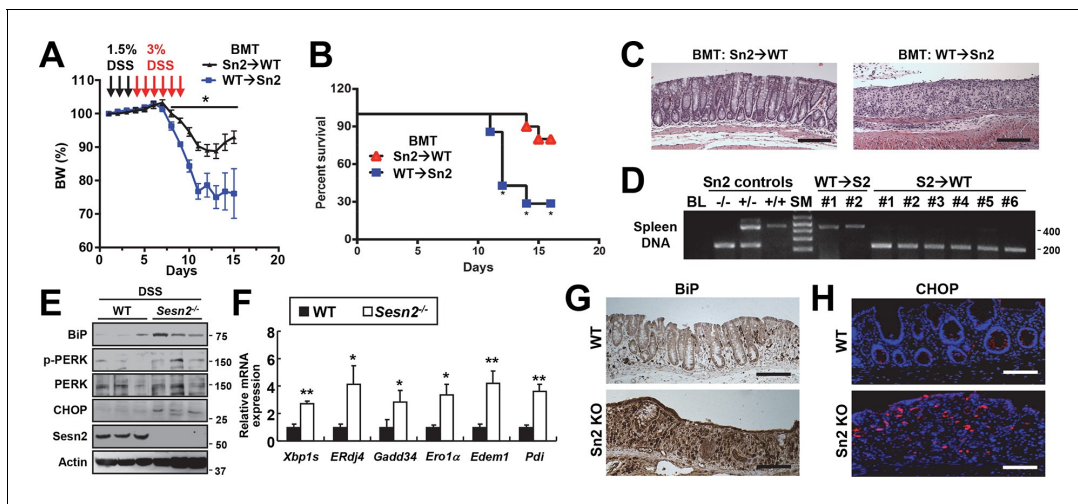 A
1.5% DSS
3% DSS
BMT
Sn2→WT
WT→Sn2
*
BW (%)
110
100
90
80
70
60
0 5 10 15 20
Days
B
Percent survival
120
90
60
30
0
BMT
Sn2→WT
WT→Sn2
* * *
0 5 10 15 20
Days
C
BMT: Sn2→WT
BMT: WT→Sn2
D
Sn2 controls WT→S2 S2→WT
BL -/- +/- +/+ SM #1 #2 #1 #2 #3 #4 #5 #6
Spleen DNA
- 400
- 200
E
DSS
WT Sesn2-/-
BiP - 75
p-PERK - 150
PERK - 150
CHOP - 25
Sesn2 - 50
Actin - 37
F
WT Sesn2-/-
Relative mRNA expression
8
6
4
2
0
** * * * ** **
Xbp1s ERdj4 Gadd34 Ero1α Edem1 Pdi
G
BiP
WT
Sn2 KO
H
CHOP
WT
Sn2 KO